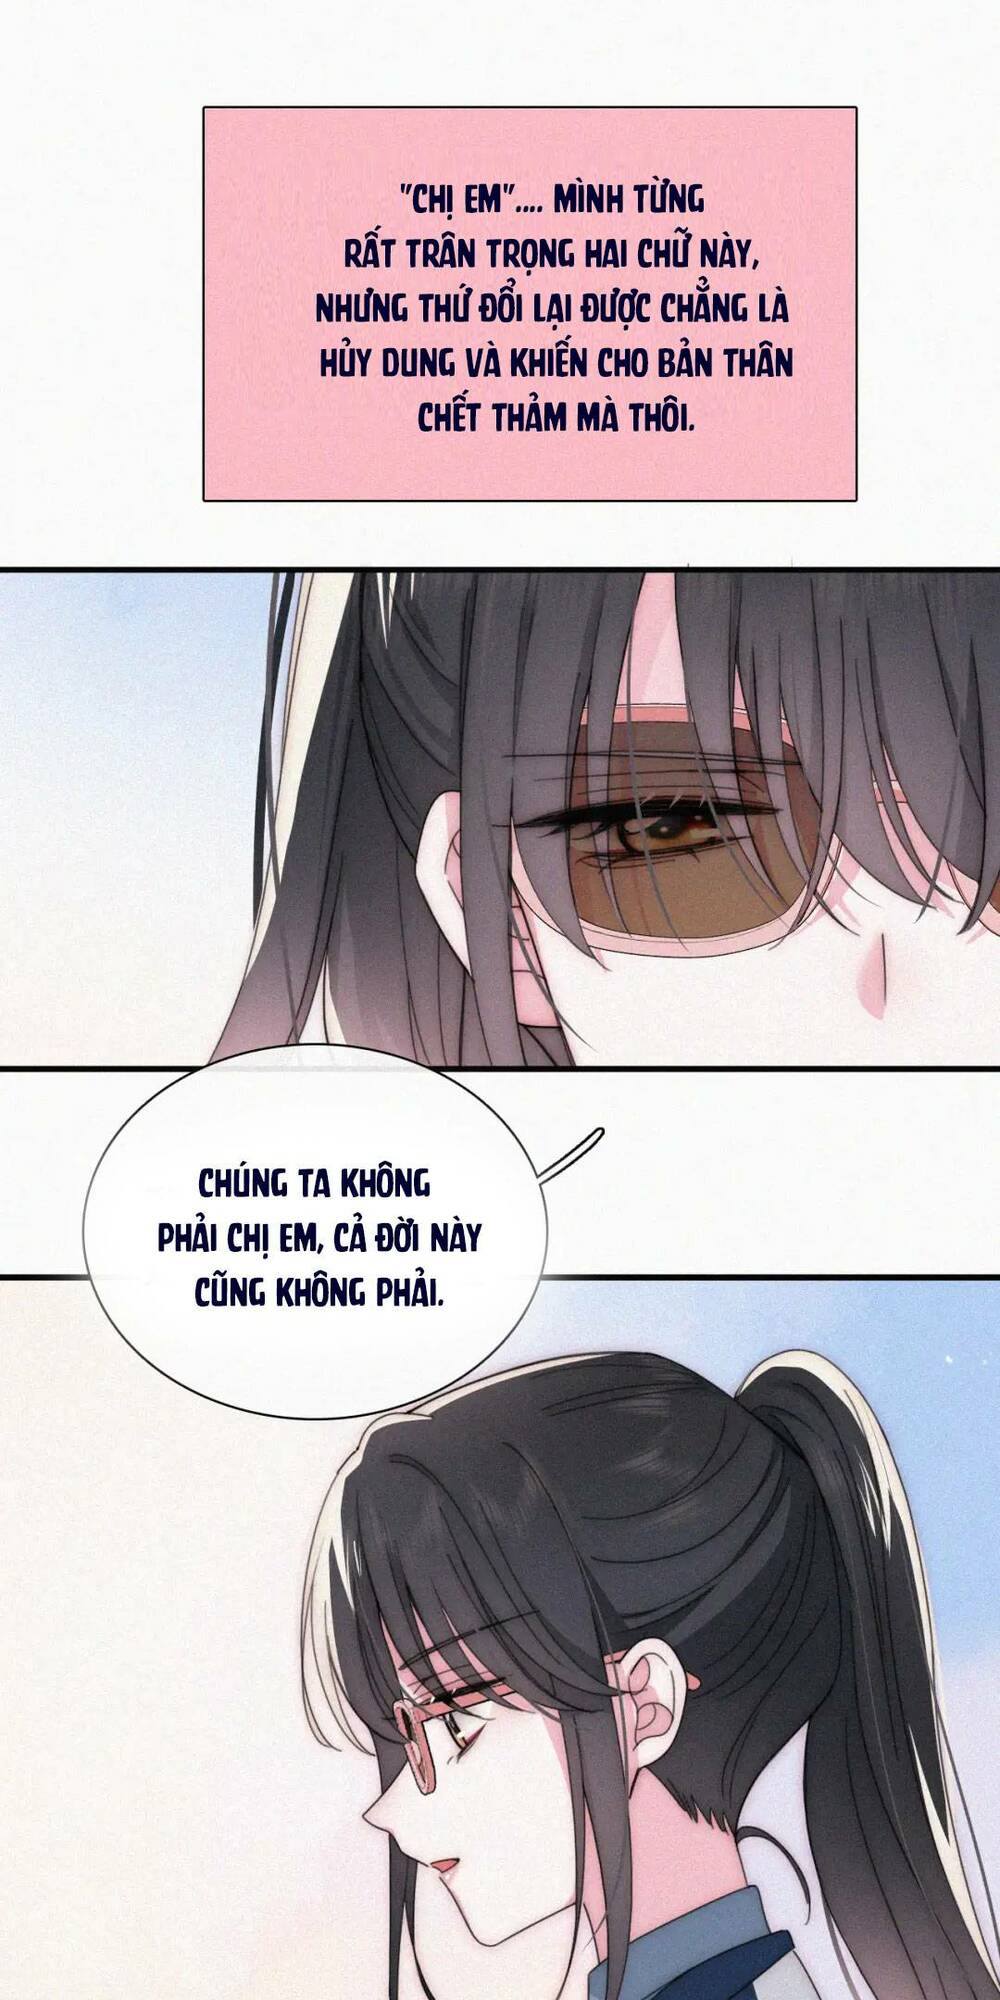 "CHỊ EM".... MÌNH TỪNG
RẤT TRÂN TRỌNG HAI CHỮ NÀY,
NHƯNG THỨ ĐỔI LẠI ĐƯỢC CHẲNG LÀ
HỦY DUNG VÀ KHIẾN CHO BẢN THÂN
CHẾT THẢM MÀ THÔI.
CHÚNG TA KHÔNG
PHẢI CHỊ EM, CẢ ĐỜI NÀY
CŨNG KHÔNG PHẢI.